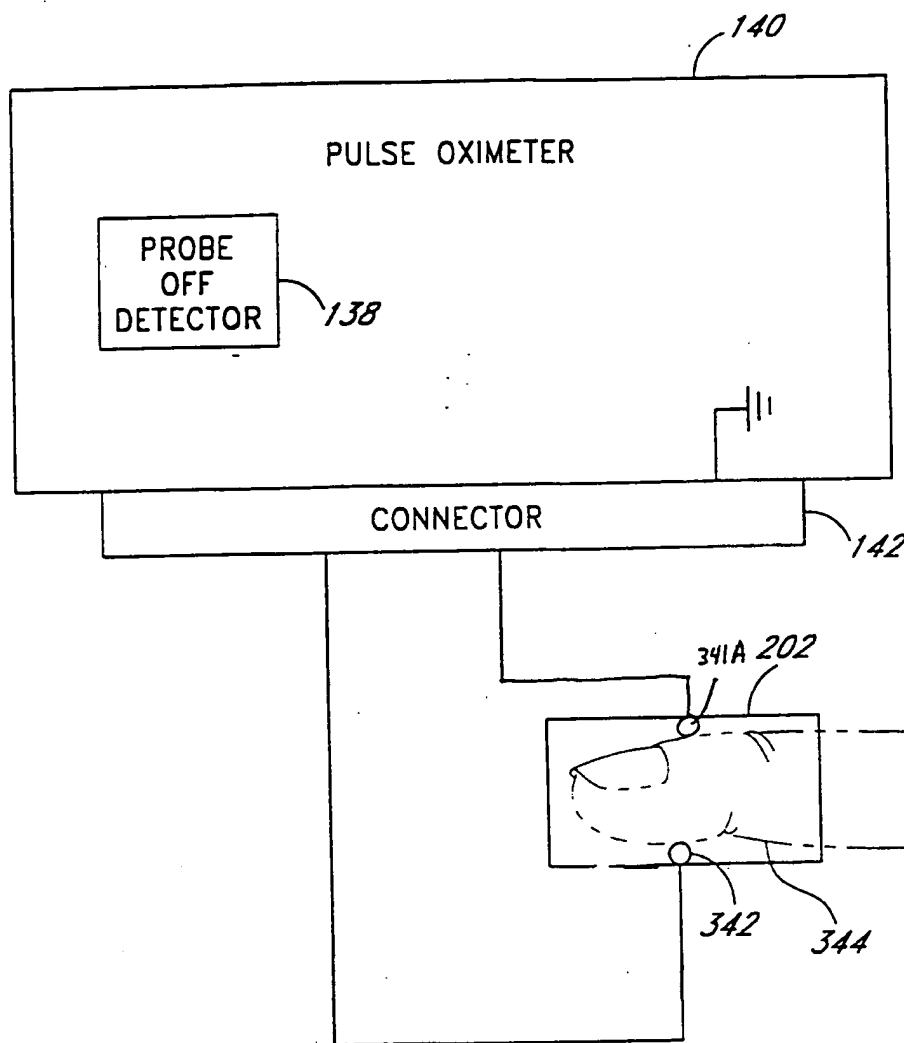 140
PULSE OXIMETER
PROBE
OFF
DETECTOR
138
CONNECTOR
142
341A 202
342
344